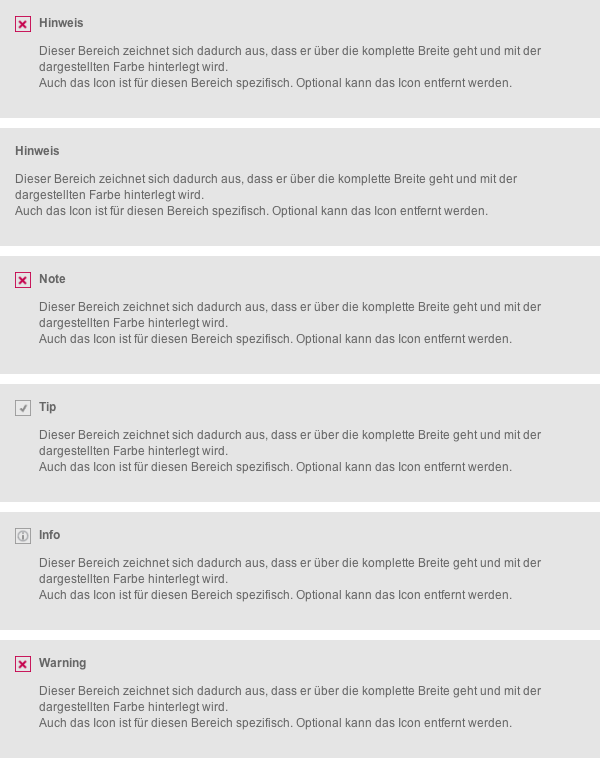 Hinweis
Dieser Bereich zeichnet sich dadurch aus, dass er über die komplette Breite geht und mit der
dargestellten Farbe hinterlegt wird.
Auch das Icon ist für diesen Bereich spezifisch. Optional kann das Icon entfernt werden.
Hinweis
Dieser Bereich zeichnet sich dadurch aus, dass er über die komplette Breite geht und mit der
dargestellten Farbe hinterlegt wird.
Auch das Icon ist für diesen Bereich spezifisch. Optional kann das Icon entfernt werden.
Note
Dieser Bereich zeichnet sich dadurch aus, dass er über die komplette Breite geht und mit der
dargestellten Farbe hinterlegt wird.
Auch das Icon ist für diesen Bereich spezifisch. Optional kann das Icon entfernt werden.
Tip
Dieser Bereich zeichnet sich dadurch aus, dass er über die komplette Breite geht und mit der
dargestellten Farbe hinterlegt wird.
Auch das Icon ist für diesen Bereich spezifisch. Optional kann das Icon entfernt werden.
Info
Dieser Bereich zeichnet sich dadurch aus, dass er über die komplette Breite geht und mit der
dargestellten Farbe hinterlegt wird.
Auch das Icon ist für diesen Bereich spezifisch. Optional kann das Icon entfernt werden.
Warning
Dieser Bereich zeichnet sich dadurch aus, dass er über die komplette Breite geht und mit der
dargestellten Farbe hinterlegt wird.
Auch das Icon ist für diesen Bereich spezifisch. Optional kann das Icon entfernt werden.